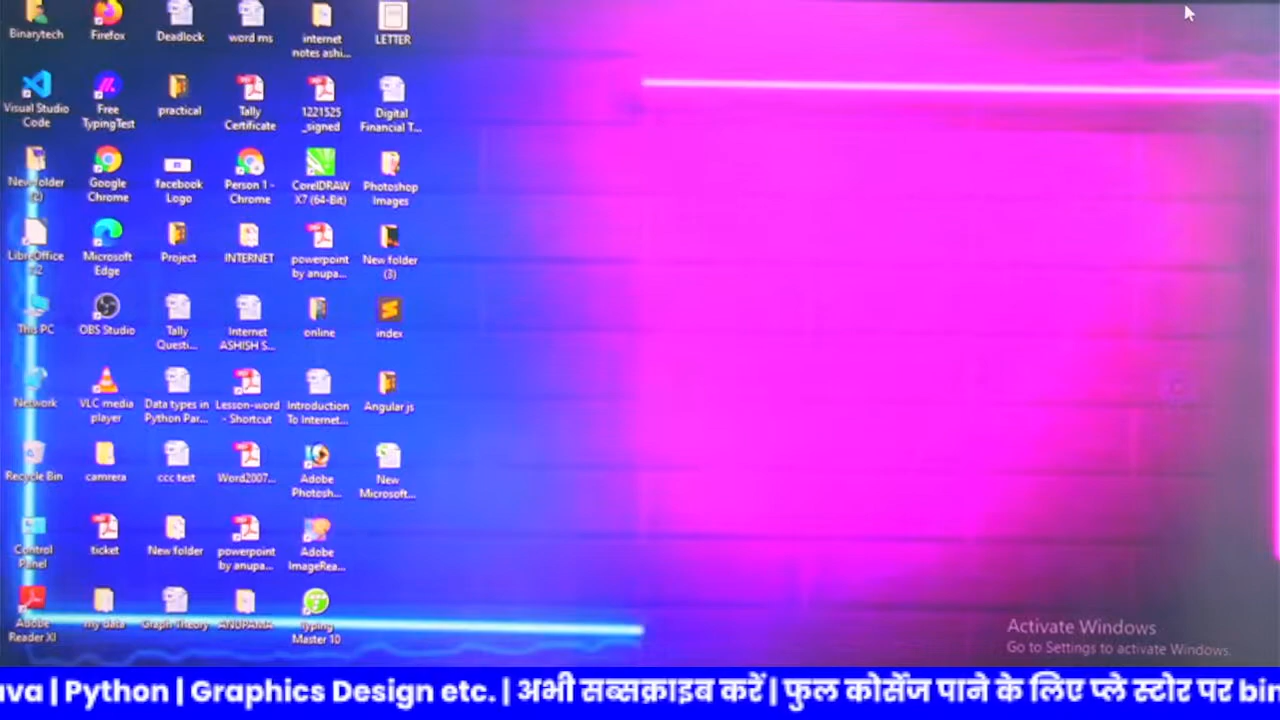 Binarytech
Firefox
Deadlock
word ms
internet
notes ashi...
LETTER
Visual Studio
Code
Free
TypingTest
practical
Tally
Certificate
1221525
_signed
Digital
Financial T...
New folder
(2)
Google
Chrome
facebook
Logo
Person 1 -
Chrome
CorelDRAW
X7 (64-Bit)
Photoshop
Images
LibreOffice
Microsoft
Edge
Project
INTERNET
powerpoint
by anupa...
New folder
(3)
This PC
OBS Studio
Tally
Questi...
Internet
ASHISH S...
online
index
Network
VLC media
player
Data types in
Python Par...
Lesson-word
- Shortcut
Introduction
To Internet...
Angular js
Recycle Bin
camrera
ccc test
Word2007...
Adobe
Photosh...
New
Microsoft...
Control
Panel
ticket
New folder
powerpoint
by anupa...
Adobe
ImageRea...
Adobe
Reader XI
my data
Graph Theory
ANUPAMA
Typing
Master 10
Activate Windows
Go to Settings to activate Windows.
ava | Python | Graphics Design etc. | अभी सब्सक्राइब करें | फुल कोर्सेज पाने के लिए प्ले स्टोर पर bin